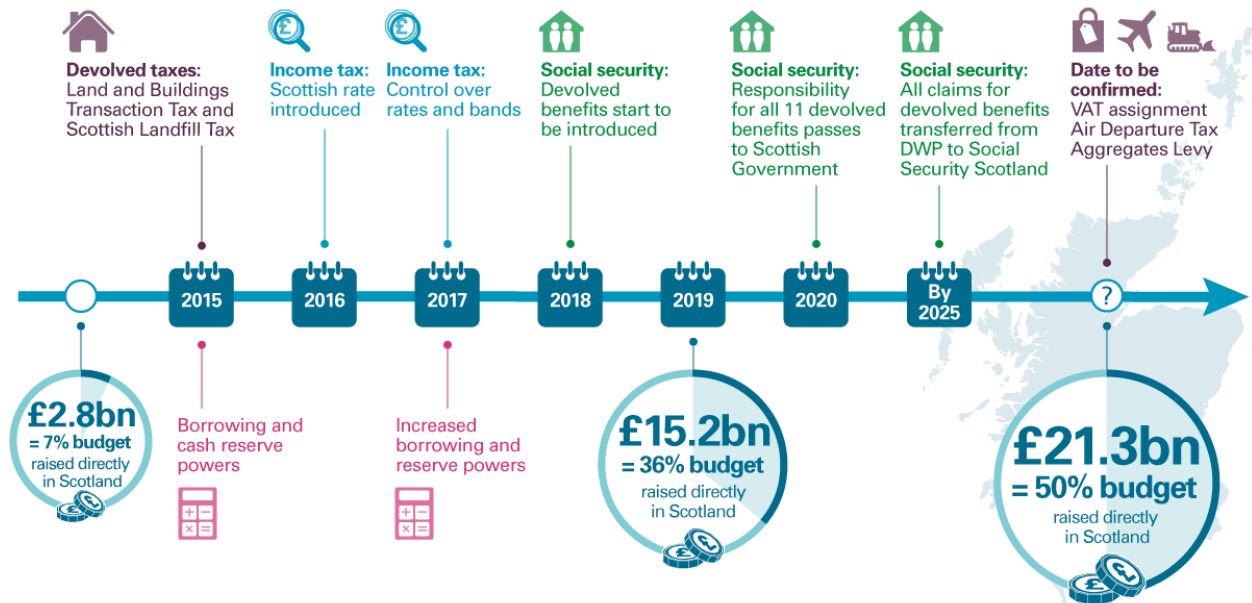 Devolved taxes:
Land and Buildings
Transaction Tax and
Scottish Landfill Tax
£
Income tax:
Scottish rate
introduced
£
Income tax:
Control over
rates and bands
Social security:
Devolved
benefits start to
be introduced
Social security:
Responsibility
for all 11 devolved
benefits passes
to Scottish
Government
Social security:
All claims for
devolved benefits
transferred from
DWP to Social
Security Scotland
Date to be
confirmed:
VAT assignment
Air Departure Tax
Aggregates Levy
2015
2016
2017
2018
2019
2020
By
2025
?
£2.8bn
= 7% budget
raised directly
in Scotland
£ £
Borrowing and
cash reserve
powers
+ −
× =
Increased
borrowing and
reserve powers
+ −
× =
£15.2bn
= 36% budget
raised directly
in Scotland
£ £
£21.3bn
= 50% budget
raised directly
in Scotland
£ £